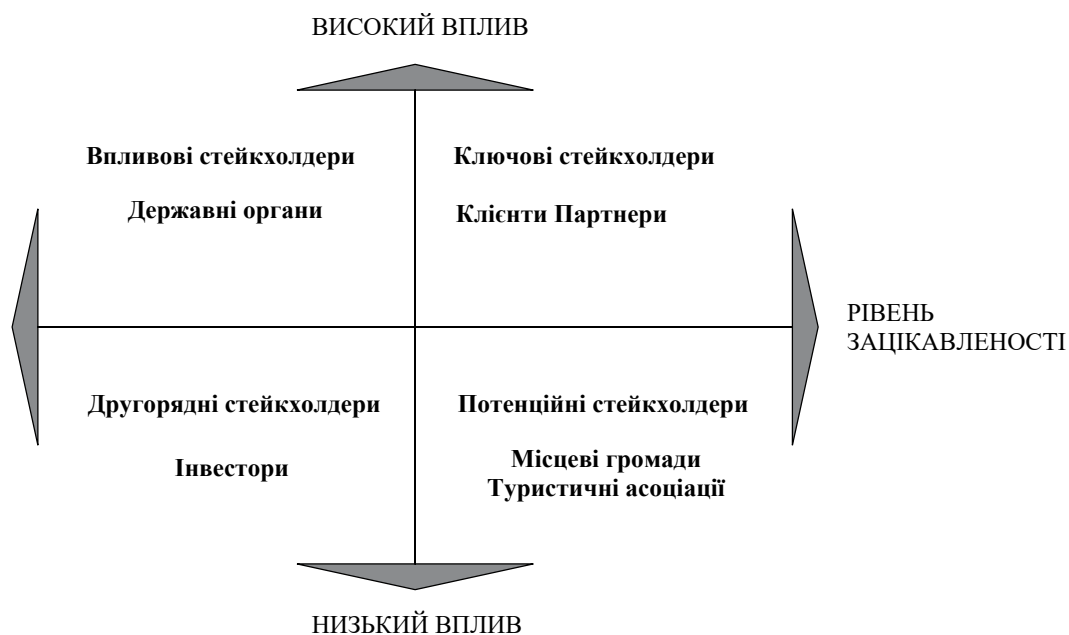 ВИСОКИЙ ВПЛИВ
Впливові стейкхолдери
Державні органи
Ключові стейкхолдери
Клієнти Партнери
РІВЕНЬ
ЗАЦІКАВЛЕНОСТІ
Другорядні стейкхолдери
Інвестори
Потенційні стейкхолдери
Місцеві громади
Туристичні асоціації
НИЗЬКИЙ ВПЛИВ